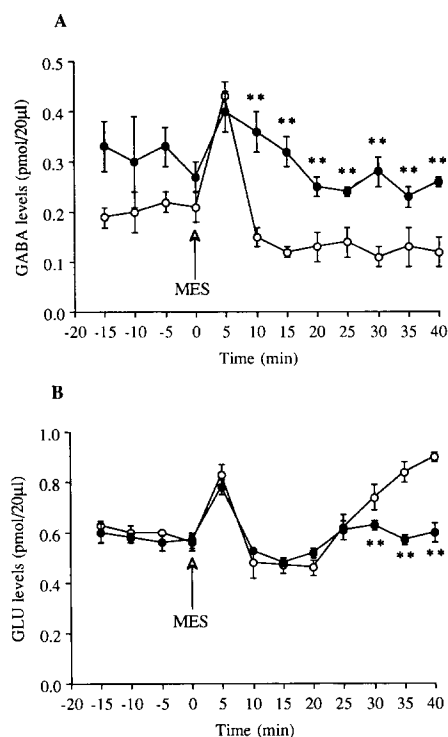 A
GABA levels (pmol/20μl)
0.5
0.4
0.3
0.2
0.1
0.0
** ** ** ** ** ** **
MES
-20 -15 -10 -5 0 5 10 15 20 25 30 35 40
Time (min)
B
GLU levels (pmol/20μl)
1.0
0.8
0.6
0.4
0.2
0.0
** ** **
MES
-20 -15 -10 -5 0 5 10 15 20 25 30 35 40
Time (min)